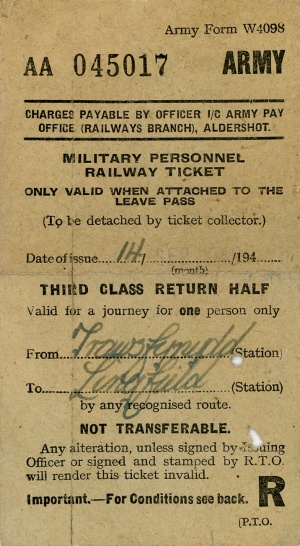 Army Form W4098
AA 045017 ARMY
CHARGES PAYABLE BY OFFICER I/C ARMY PAY
OFFICE (RAILWAYS BRANCH), ALDERSHOT.
MILITARY PERSONNEL
RAILWAY TICKET
ONLY VALID WHEN ATTACHED TO THE
LEAVE PASS
(To be detached by ticket collector.)
Date of issue 14/ /194
(month)
THIRD CLASS RETURN HALF
Valid for a journey for one person only
From Trawsfynydd (Station)
To Lingfield (Station)
by any recognised route.
NOT TRANSFERABLE.
Any alteration, unless signed by Issuing
Officer or signed and stamped by R.T.O.
will render this ticket invalid.
Important.—For Conditions see back. R
[P.T.O.